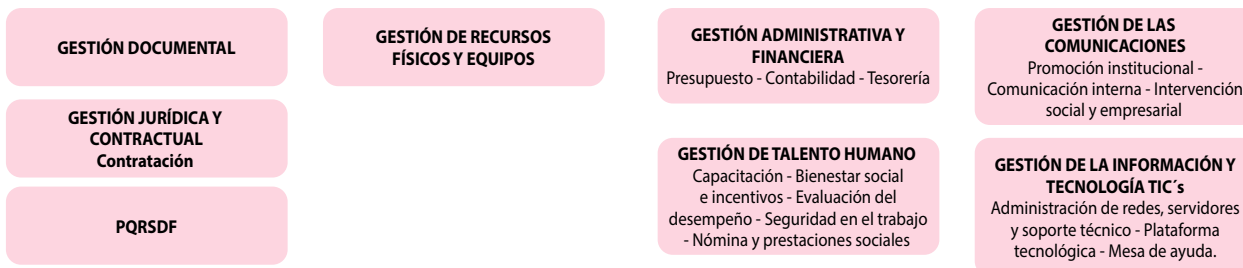 GESTIÓN DOCUMENTAL
GESTIÓN JURÍDICA Y
CONTRACTUAL
Contratación
PQRSDF
GESTIÓN DE RECURSOS
FÍSICOS Y EQUIPOS
GESTIÓN ADMINISTRATIVA Y
FINANCIERA
Presupuesto - Contabilidad - Tesorería
GESTIÓN DE TALENTO HUMANO
Capacitación - Bienestar social
e incentivos - Evaluación del
desempeño - Seguridad en el trabajo
- Nómina y prestaciones sociales
GESTIÓN DE LAS
COMUNICACIONES
Promoción institucional -
Comunicación interna - Intervención
social y empresarial
GESTIÓN DE LA INFORMACIÓN Y
TECNOLOGÍA TIC´s
Administración de redes, servidores
y soporte técnico - Plataforma
tecnológica - Mesa de ayuda.